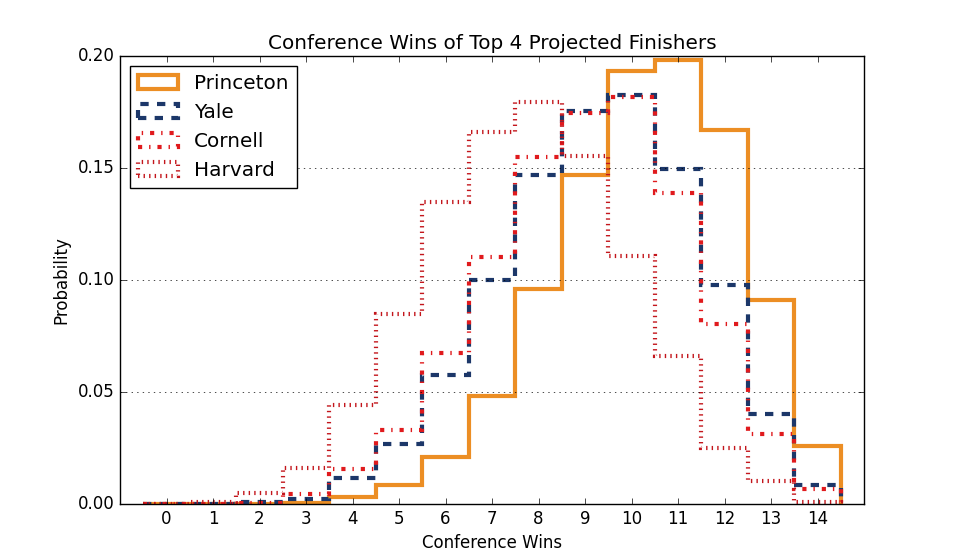 Conference Wins of Top 4 Projected Finishers
0.20
Princeton
Yale
Cornell
Harvard
0.15
0.10
0.05
0.00
Probability
0 1 2 3 4 5 6 7 8 9 10 11 12 13 14
Conference Wins